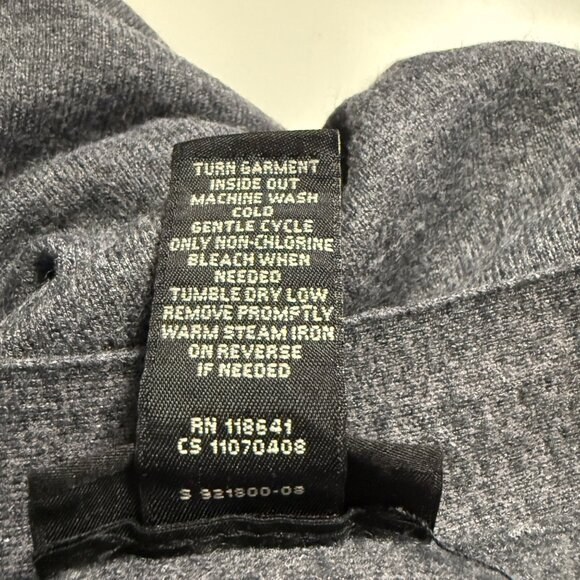 TURN GARMENT
INSIDE OUT
MACHINE WASH
COLD
GENTLE CYCLE
ONLY NON-CHLORINE
BLEACH WHEN
NEEDED
TUMBLE DRY LOW
REMOVE PROMPTLY
WARM STEAM IRON
ON REVERSE
IF NEEDED
RN 118641
CS 11070408
S 921800-09